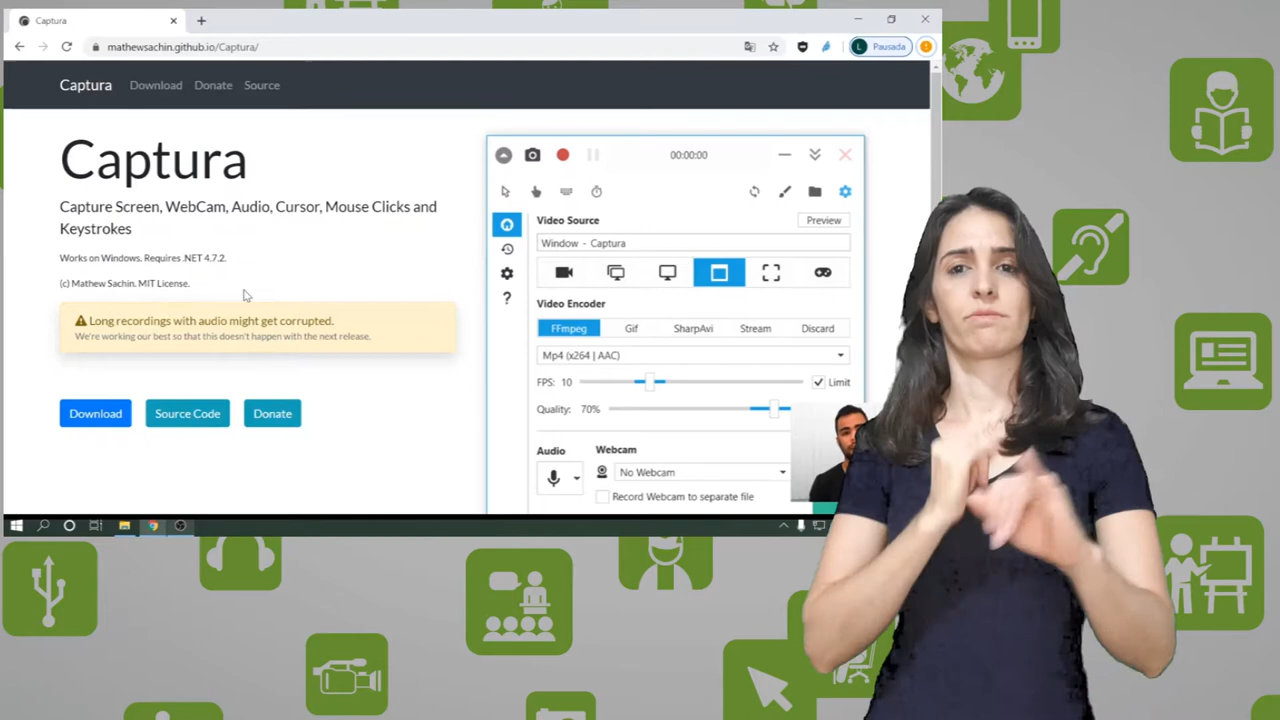 Captura
mathewsachin.github.io/Captura/
L Pausada
Captura Download Donate Source
Captura
Capture Screen, WebCam, Audio, Cursor, Mouse Clicks and
Keystrokes
Works on Windows. Requires .NET 4.7.2.
(c) Mathew Sachin. MIT License.
Long recordings with audio might get corrupted.
We're working our best so that this doesn't happen with the next release.
Download Source Code Donate
00:00:00
Video Source Preview
Window - Captura
Video Encoder
FFmpeg Gif SharpAvi Stream Discard
Mp4 (x264 | AAC)
FPS: 10 Limit
Quality: 70%
Audio Webcam
No Webcam
Record Webcam to separate file